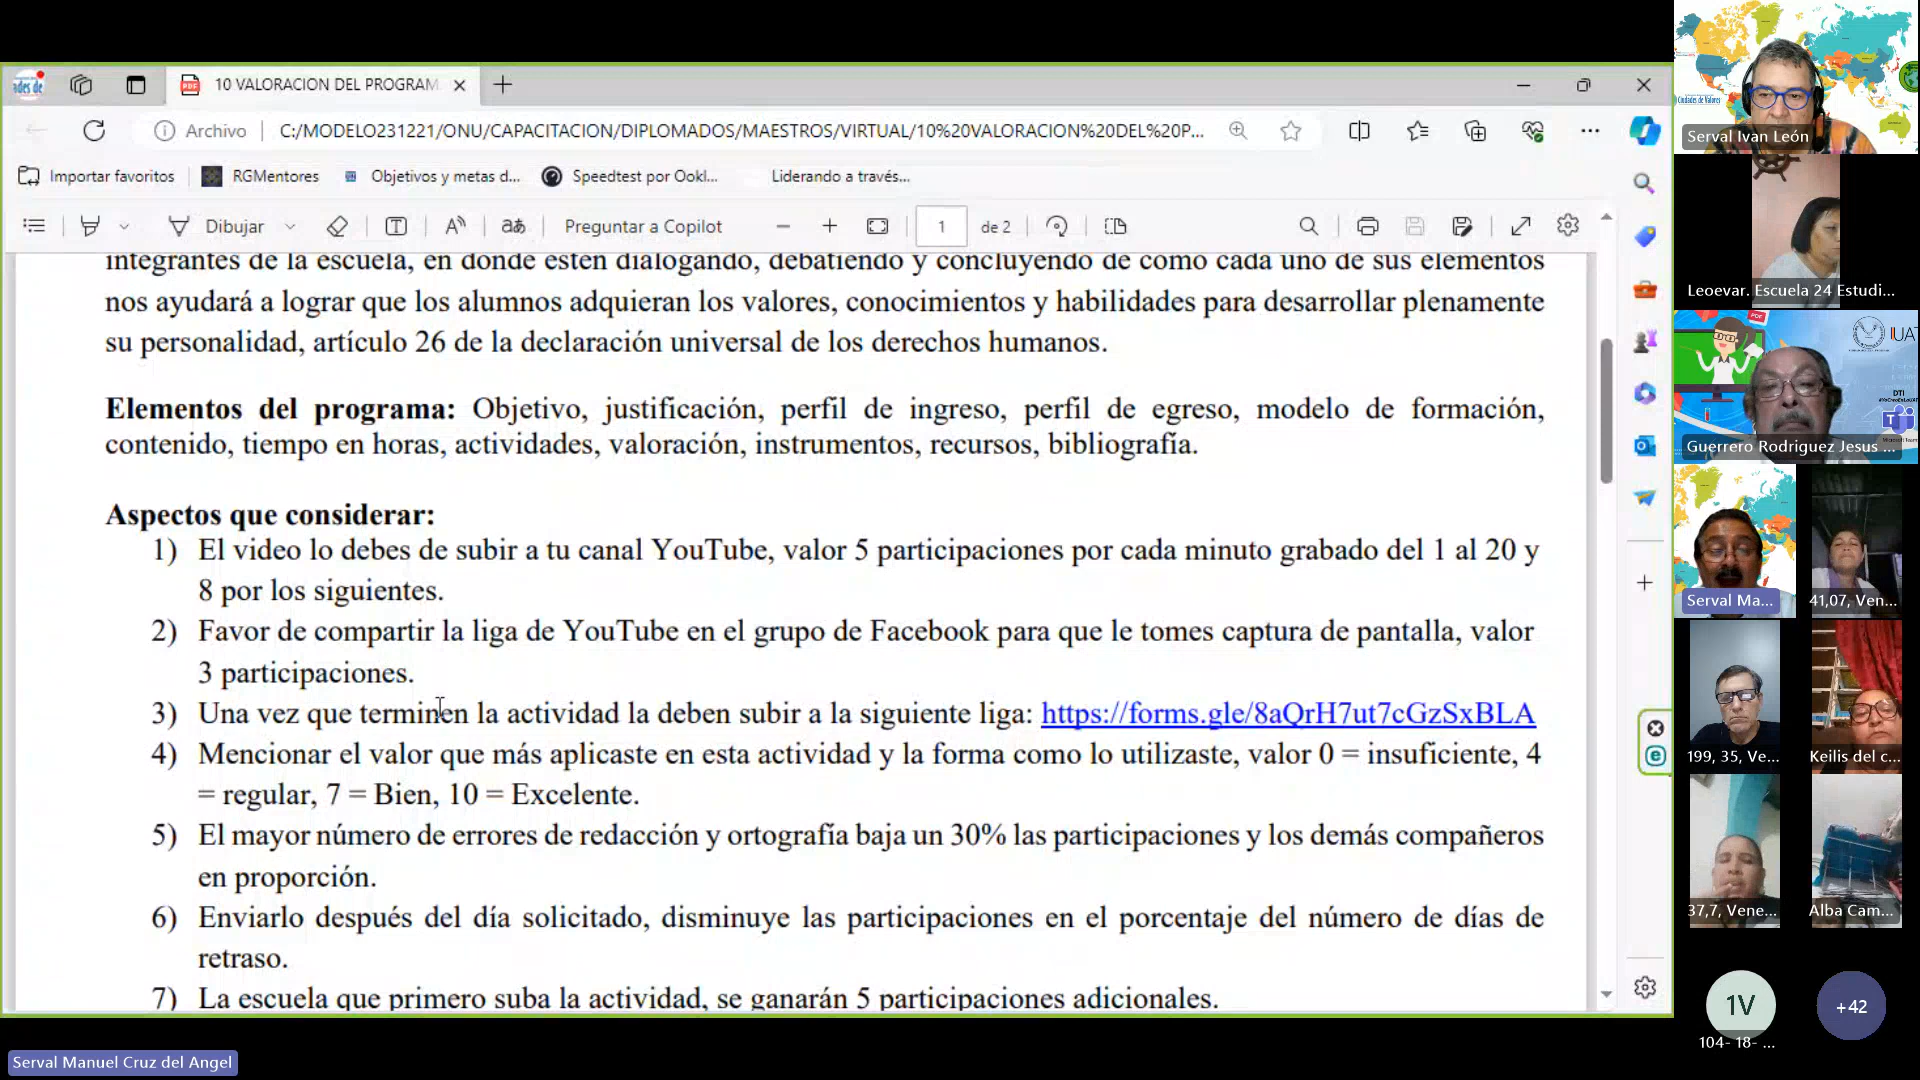 ades de
10 VALORACION DEL PROGRAM
Archivo
C:/MODELO231221/ONU/CAPACITACION/DIPLOMADOS/MAESTROS/VIRTUAL/10%20VALORACION%20DEL%20P...
Importar favoritos
RGMentores
Objetivos y metas d...
Speedtest por Ookl...
Liderando a través...
Dibujar
Preguntar a Copilot
1
de 2
integrantes de la escuela, en donde estén dialogando, debatiendo y concluyendo de cómo cada uno de sus elementos
nos ayudará a lograr que los alumnos adquieran los valores, conocimientos y habilidades para desarrollar plenamente
su personalidad, artículo 26 de la declaración universal de los derechos humanos.
Elementos del programa: Objetivo, justificación, perfil de ingreso, perfil de egreso, modelo de formación,
contenido, tiempo en horas, actividades, valoración, instrumentos, recursos, bibliografía.
Aspectos que considerar:
1) El video lo debes de subir a tu canal YouTube, valor 5 participaciones por cada minuto grabado del 1 al 20 y
8 por los siguientes.
2) Favor de compartir la liga de YouTube en el grupo de Facebook para que le tomes captura de pantalla, valor
3 participaciones.
3) Una vez que terminen la actividad la deben subir a la siguiente liga: https://forms.gle/8aQrH7ut7cGzSxBLA
4) Mencionar el valor que más aplicaste en esta actividad y la forma como lo utilizaste, valor 0 = insuficiente, 4
= regular, 7 = Bien, 10 = Excelente.
5) El mayor número de errores de redacción y ortografía baja un 30% las participaciones y los demás compañeros
en proporción.
6) Enviarlo después del día solicitado, disminuye las participaciones en el porcentaje del número de días de
retraso.
7) La escuela que primero suba la actividad, se ganarán 5 participaciones adicionales.
Serval Manuel Cruz del Angel
Ciudades de Valores
Serval Ivan León
Leoevar. Escuela 24 Estudi...
PDF
UAT
DTI
Guerrero Rodriguez Jesus ...
Serval Ma...
41,07, Ven...
199, 35, Ve...
Keilis del c...
37,7, Vene...
Alba Cam...
1V
104- 18- ...
+42